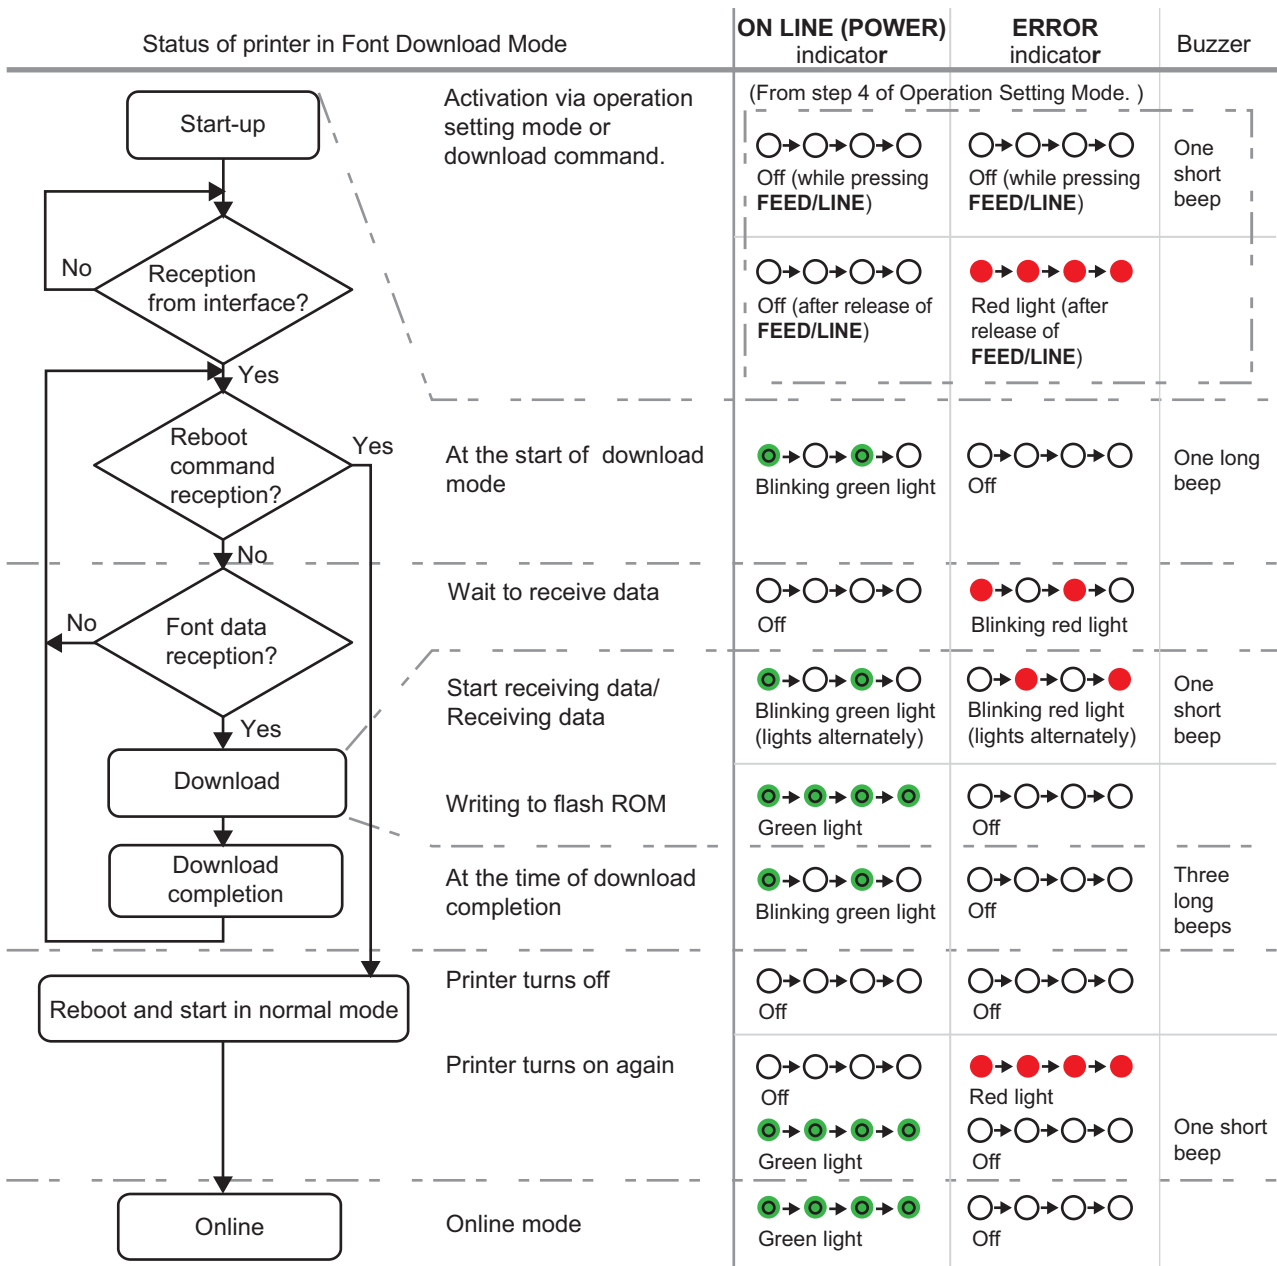 Status of printer in Font Download Mode
ON LINE (POWER)
indicator
ERROR
indicator
Buzzer
Start-up
Activation via operation
setting mode or
download command.
(From step 4 of Operation Setting Mode. )
Off (while pressing
FEED/LINE)
Off (while pressing
FEED/LINE)
One
short
beep
No
Reception
from interface?
Off (after release of
FEED/LINE)
Red light (after
release of
FEED/LINE)
Yes
Reboot
command
reception?
Yes
At the start of download
mode
Blinking green light
Off
One long
beep
No
Wait to receive data
Off
Blinking red light
No
Font data
reception?
Start receiving data/
Receiving data
Blinking green light
(lights alternately)
Blinking red light
(lights alternately)
One
short
beep
Yes
Download
Writing to flash ROM
Green light
Off
Download
completion
At the time of download
completion
Blinking green light
Off
Three
long
beeps
Printer turns off
Off
Off
Reboot and start in normal mode
Printer turns on again
Off
Red light
Green light
Off
One short
beep
Online
Online mode
Green light
Off